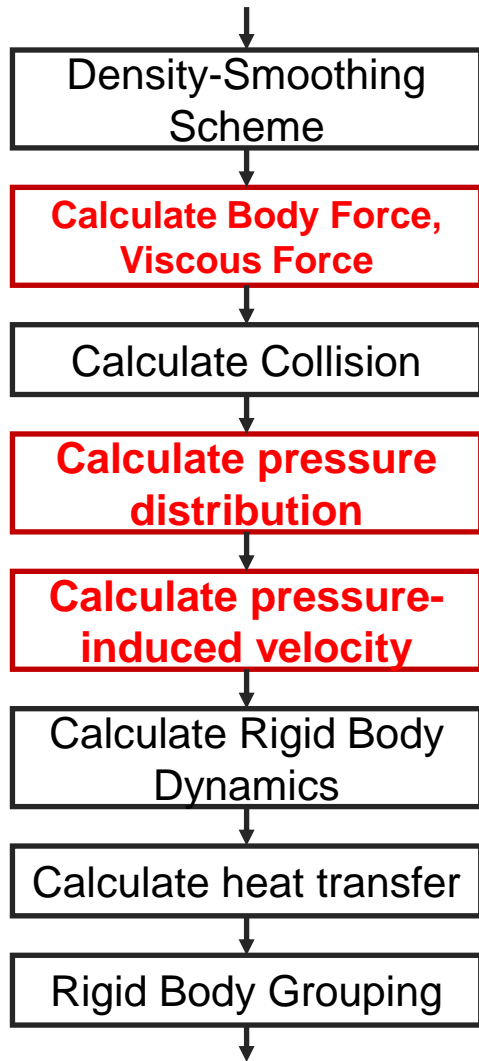 Density-Smoothing
Scheme
Calculate Body Force,
Viscous Force
Calculate Collision
Calculate pressure
distribution
Calculate pressure-
induced velocity
Calculate Rigid Body
Dynamics
Calculate heat transfer
Rigid Body Grouping